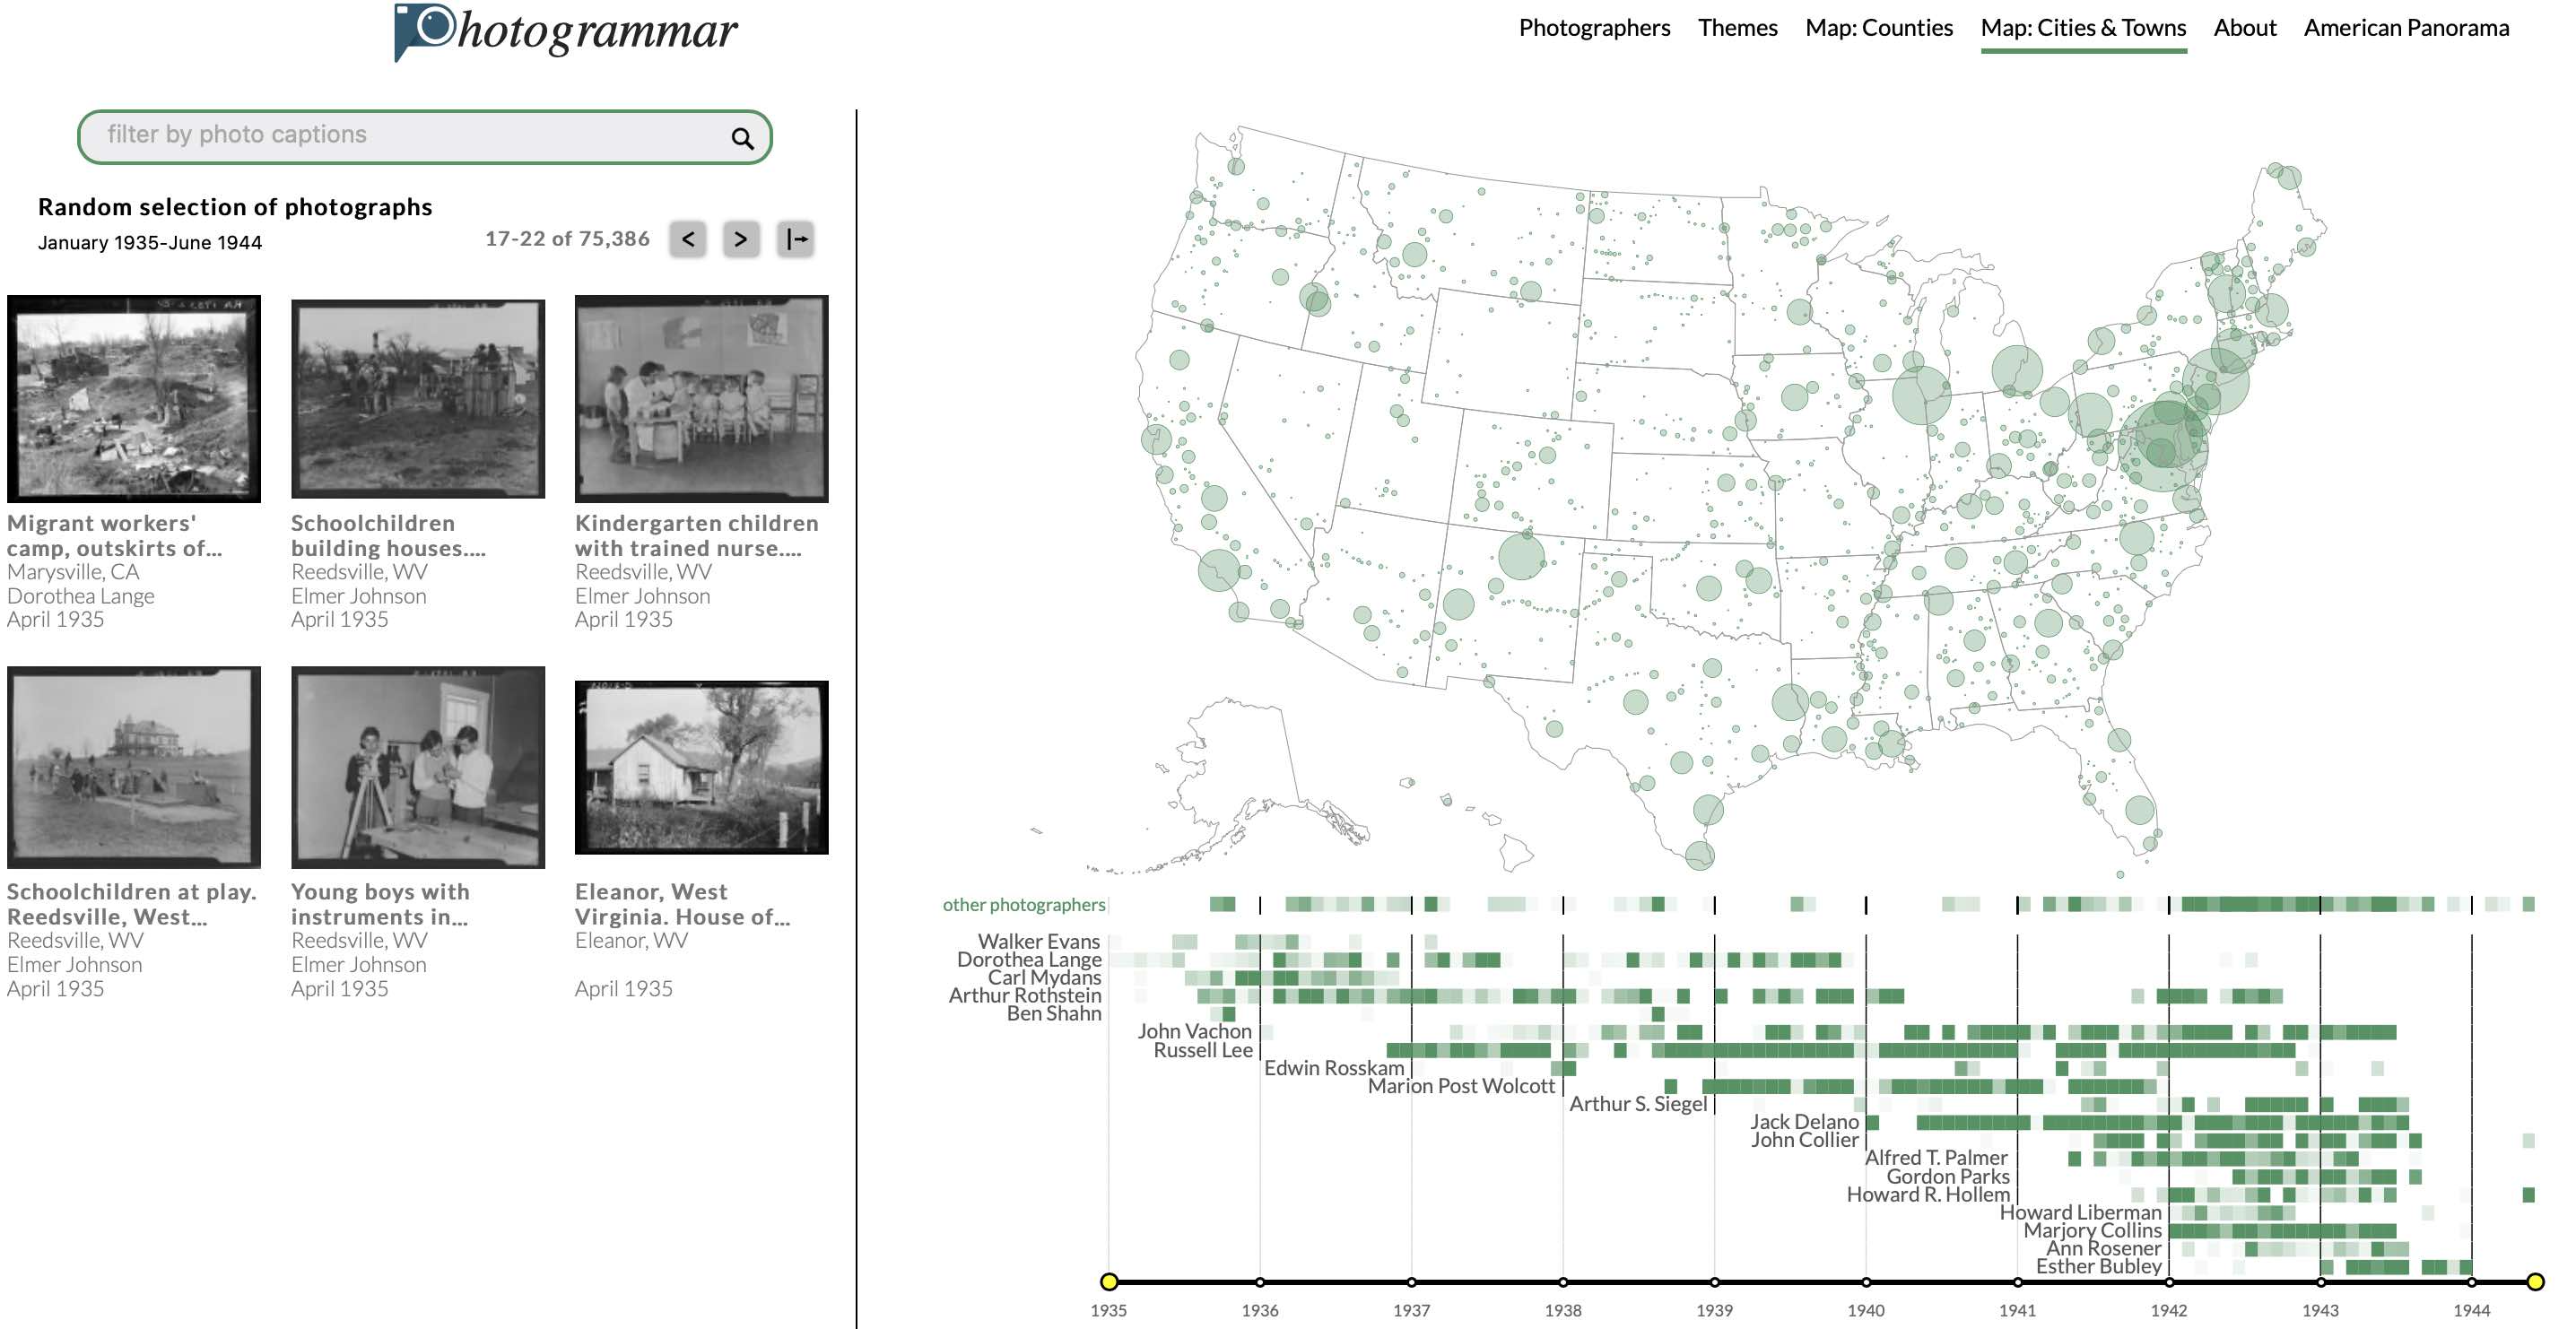 Photogrammar
Photographers Themes Map: Counties Map: Cities & Towns About American Panorama
filter by photo captions
Random selection of photographs
January 1935-June 1944
17-22 of 75,386 < >
Migrant workers'
camp, outskirts of...
Marysville, CA
Dorothea Lange
April 1935
Schoolchildren
building houses....
Reedsville, WV
Elmer Johnson
April 1935
Kindergarten children
with trained nurse....
Reedsville, WV
Elmer Johnson
April 1935
Schoolchildren at play.
Reedsville, West...
Reedsville, WV
Elmer Johnson
April 1935
Young boys with
instruments in...
Reedsville, WV
Elmer Johnson
April 1935
Eleanor, West
Virginia. House of...
Eleanor, WV
April 1935
other photographers
Walker Evans
Dorothea Lange
Carl Mydans
Arthur Rothstein
Ben Shahn
John Vachon
Russell Lee
Edwin Rosskam
Marion Post Wolcott
Arthur S. Siegel
Jack Delano
John Collier
Alfred T. Palmer
Gordon Parks
Howard R. Hollem
Howard Liberman
Marjory Collins
Ann Rosener
Esther Bubley
1935 1936 1937 1938 1939 1940 1941 1942 1943 1944